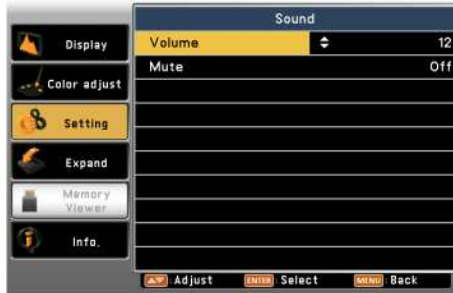 Sound
Display
Volume 12
Mute Off
Color adjust
Setting
Expand
Memory
Viewer
Info.
Adjust ENTER Select MENU Back